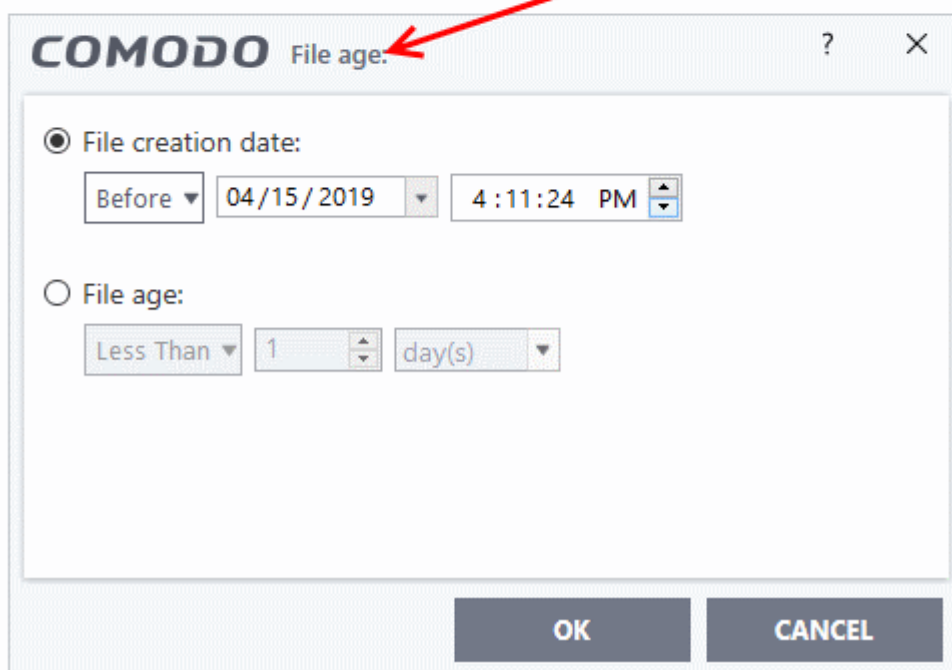 COMODO File age: ? ×
File creation date:
Before 04/15/2019 4:11:24 PM
File age:
Less Than 1 day(s)
OK CANCEL